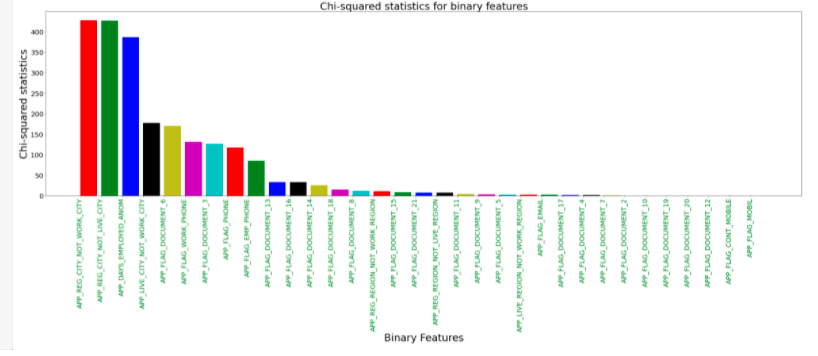 Chi-squared statistics for binary features
Chi-squared statistics
400
350
300
250
200
150
100
50
0
APP_REG_CITY_NOT_WORK_CITY
APP_REG_CITY_NOT_LIVE_CITY
APP_DAYS_EMPLOYED_ANOM
APP_LIVE_CITY_NOT_WORK_CITY
APP_FLAG_DOCUMENT_6
APP_FLAG_WORK_PHONE
APP_FLAG_DOCUMENT_3
APP_FLAG_PHONE
APP_FLAG_EMP_PHONE
APP_FLAG_DOCUMENT_13
APP_FLAG_DOCUMENT_16
APP_FLAG_DOCUMENT_14
APP_FLAG_DOCUMENT_18
APP_FLAG_DOCUMENT_8
APP_REG_REGION_NOT_WORK_REGION
APP_FLAG_DOCUMENT_15
APP_FLAG_DOCUMENT_21
APP_REG_REGION_NOT_LIVE_REGION
APP_FLAG_DOCUMENT_11
APP_FLAG_DOCUMENT_9
APP_FLAG_DOCUMENT_5
APP_LIVE_REGION_NOT_WORK_REGION
APP_FLAG_EMAIL
APP_FLAG_DOCUMENT_17
APP_FLAG_DOCUMENT_4
APP_FLAG_DOCUMENT_7
APP_FLAG_DOCUMENT_2
APP_FLAG_DOCUMENT_10
APP_FLAG_DOCUMENT_19
APP_FLAG_DOCUMENT_20
APP_FLAG_DOCUMENT_12
APP_FLAG_CONT_MOBILE
APP_FLAG_MOBIL
Binary Features